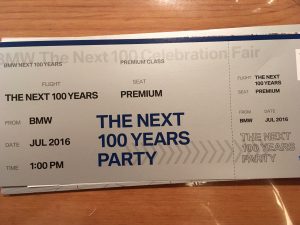 BMW The Next 100 Celebration Fair
BMW NEXT 100 YEARS PREMIUM CLASS
FLIGHT SEAT
THE NEXT 100 YEARS PREMIUM
FROM BMW
DATE JUL 2016
TIME 1:00 PM
THE NEXT
100 YEARS
PARTY
FLIGHT THE NEXT
100 YEARS
SEAT PREMIUM
FROM DATE
BMW JUL 2016
THE NEXT
100 YEARS
PARTY